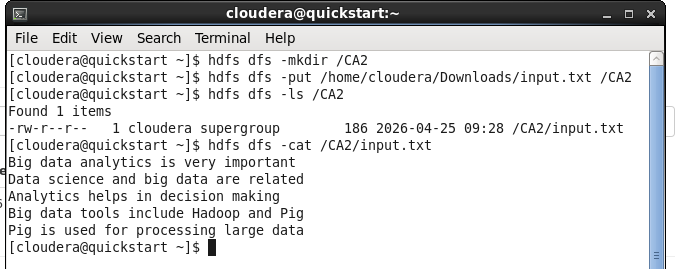 cloudera@quickstart:~
File Edit View Search Terminal Help
[cloudera@quickstart ~]$ hdfs dfs -mkdir /CA2
[cloudera@quickstart ~]$ hdfs dfs -put /home/cloudera/Downloads/input.txt /CA2
[cloudera@quickstart ~]$ hdfs dfs -ls /CA2
Found 1 items
-rw-r--r--   1 cloudera supergroup        186 2026-04-25 09:28 /CA2/input.txt
[cloudera@quickstart ~]$ hdfs dfs -cat /CA2/input.txt
Big data analytics is very important
Data science and big data are related
Analytics helps in decision making
Big data tools include Hadoop and Pig
Pig is used for processing large data
[cloudera@quickstart ~]$